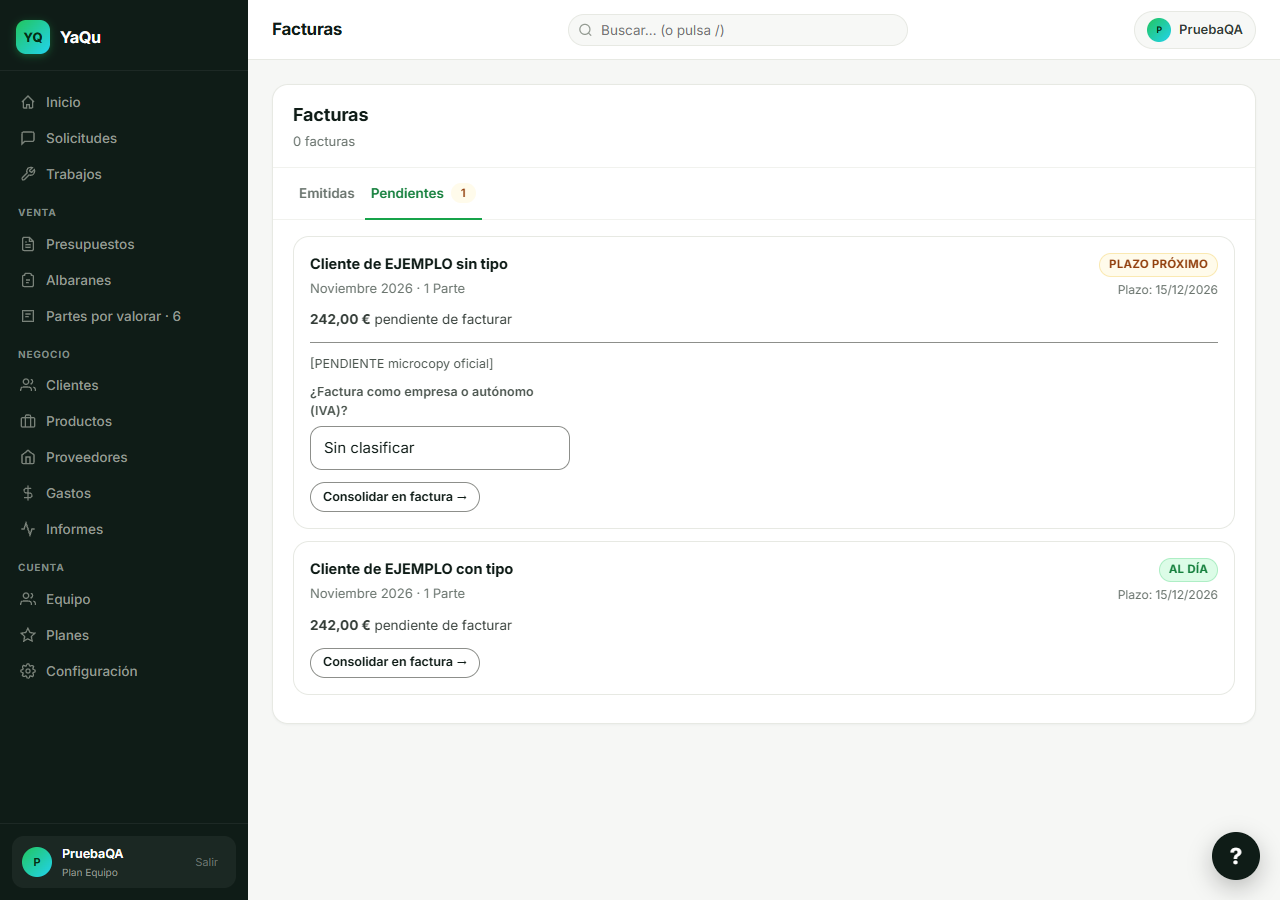 YQ YaQu
Facturas
Buscar... (o pulsa /)
P PruebaQA
Inicio
Solicitudes
Trabajos
VENTA
Presupuestos
Albaranes
Partes por valorar · 6
NEGOCIO
Clientes
Productos
Proveedores
Gastos
Informes
CUENTA
Equipo
Planes
Configuración
P PruebaQA
Plan Equipo
Salir
Facturas
0 facturas
Emitidas Pendientes 1
Cliente de EJEMPLO sin tipo
PLAZO PRÓXIMO
Noviembre 2026 · 1 Parte
Plazo: 15/12/2026
242,00 € pendiente de facturar
[PENDIENTE microcopy oficial]
¿Factura como empresa o autónomo
(IVA)?
Sin clasificar
Consolidar en factura →
Cliente de EJEMPLO con tipo
AL DÍA
Noviembre 2026 · 1 Parte
Plazo: 15/12/2026
242,00 € pendiente de facturar
Consolidar en factura →
?